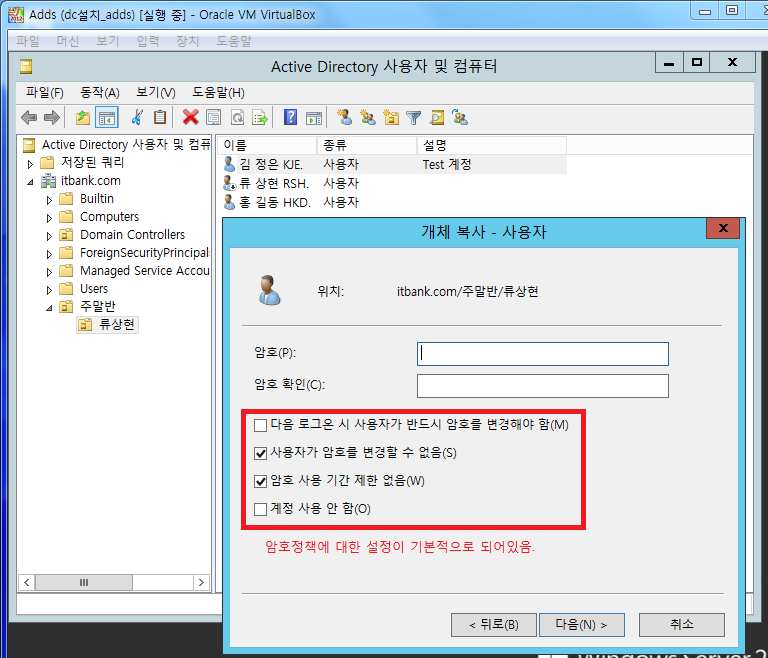 Adds (dc설치_adds) [실행 중] - Oracle VM VirtualBox
파일 머신 보기 입력 장치 도움말
Active Directory 사용자 및 컴퓨터
파일(F) 동작(A) 보기(V) 도움말(H)
Active Directory 사용자 및 컴퓨
저장된 쿼리
itbank.com
Builtin
Computers
Domain Controllers
ForeignSecurityPrincipal
Managed Service Accou
Users
주말반
류상현
이름 종류 설명
김 정은 KJE. 사용자 Test 계정
류 상현 RSH. 사용자
홍 길동 HKD. 사용자
개체 복사 - 사용자
위치: itbank.com/주말반/류상현
암호(P):
암호 확인(C):
다음 로그온 시 사용자가 반드시 암호를 변경해야 함(M)
사용자가 암호를 변경할 수 없음(S)
암호 사용 기간 제한 없음(W)
계정 사용 안 함(O)
암호정책에 대한 설정이 기본적으로 되어있음.
< 뒤로(B) 다음(N) > 취소
Windows Server 2